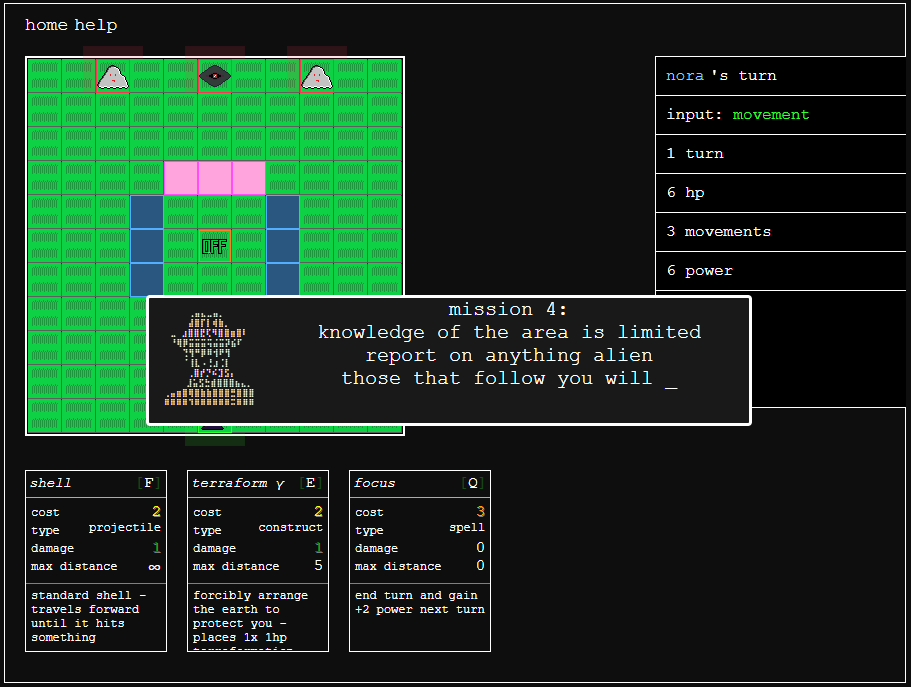 home help
nora 's turn
input: movement
1 turn
6 hp
3 movements
6 power
OFF
mission 4:
knowledge of the area is limited
report on anything alien
those that follow you will _
shell [F]
cost 2
type projectile
damage 1
max distance ∞
standard shell -
travels forward
until it hits
something
terraform γ [E]
cost 2
type construct
damage 1
max distance 5
forcibly arrange
the earth to
protect you -
places 1x 1hp
focus [Q]
cost 3
type spell
damage 0
max distance 0
end turn and gain
+2 power next turn